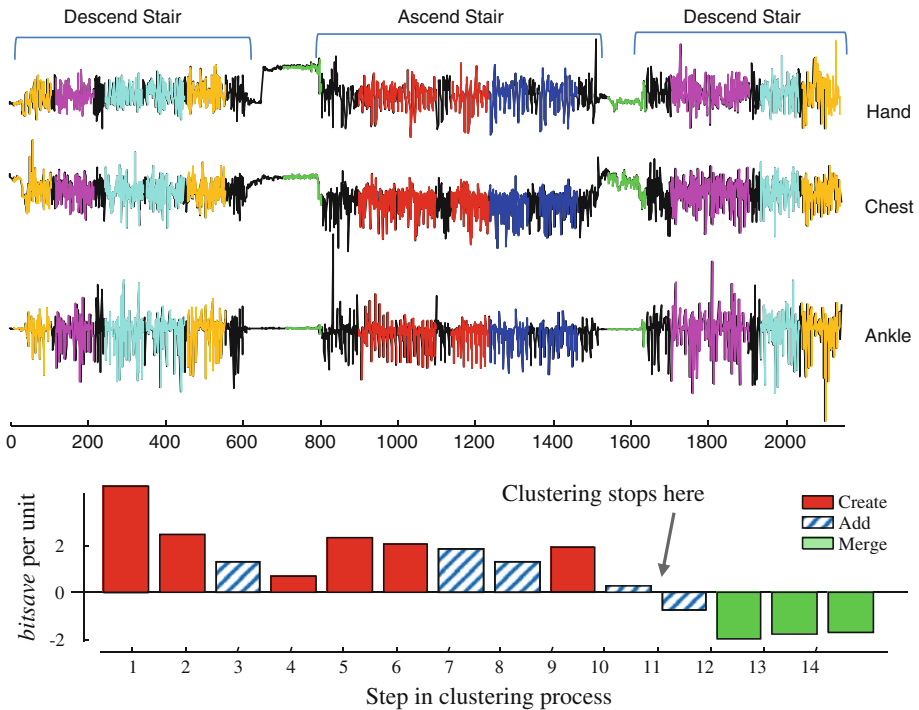 Descend Stair
Ascend Stair
Descend Stair
Hand
Chest
Ankle
0 200 400 600 800 1000 1200 1400 1600 1800 2000
Clustering stops here
Create
Add
Merge
bitsave per unit
2
0
-2
1 2 3 4 5 6 7 8 9 10 11 12 13 14
Step in clustering process